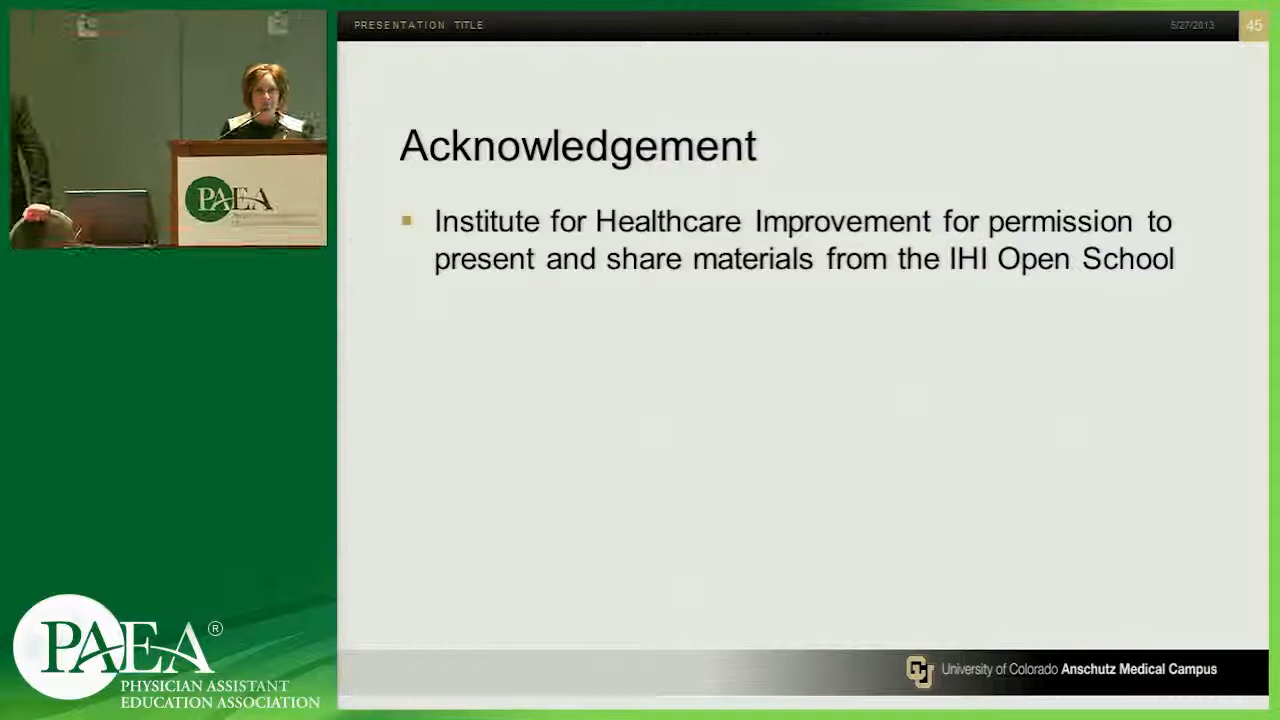 PRESENTATION TITLE
5/27/2013
45
Acknowledgement
Institute for Healthcare Improvement for permission to
present and share materials from the IHI Open School
PAEA
PAEA®
PHYSICIAN ASSISTANT
EDUCATION ASSOCIATION
CU University of Colorado Anschutz Medical Campus